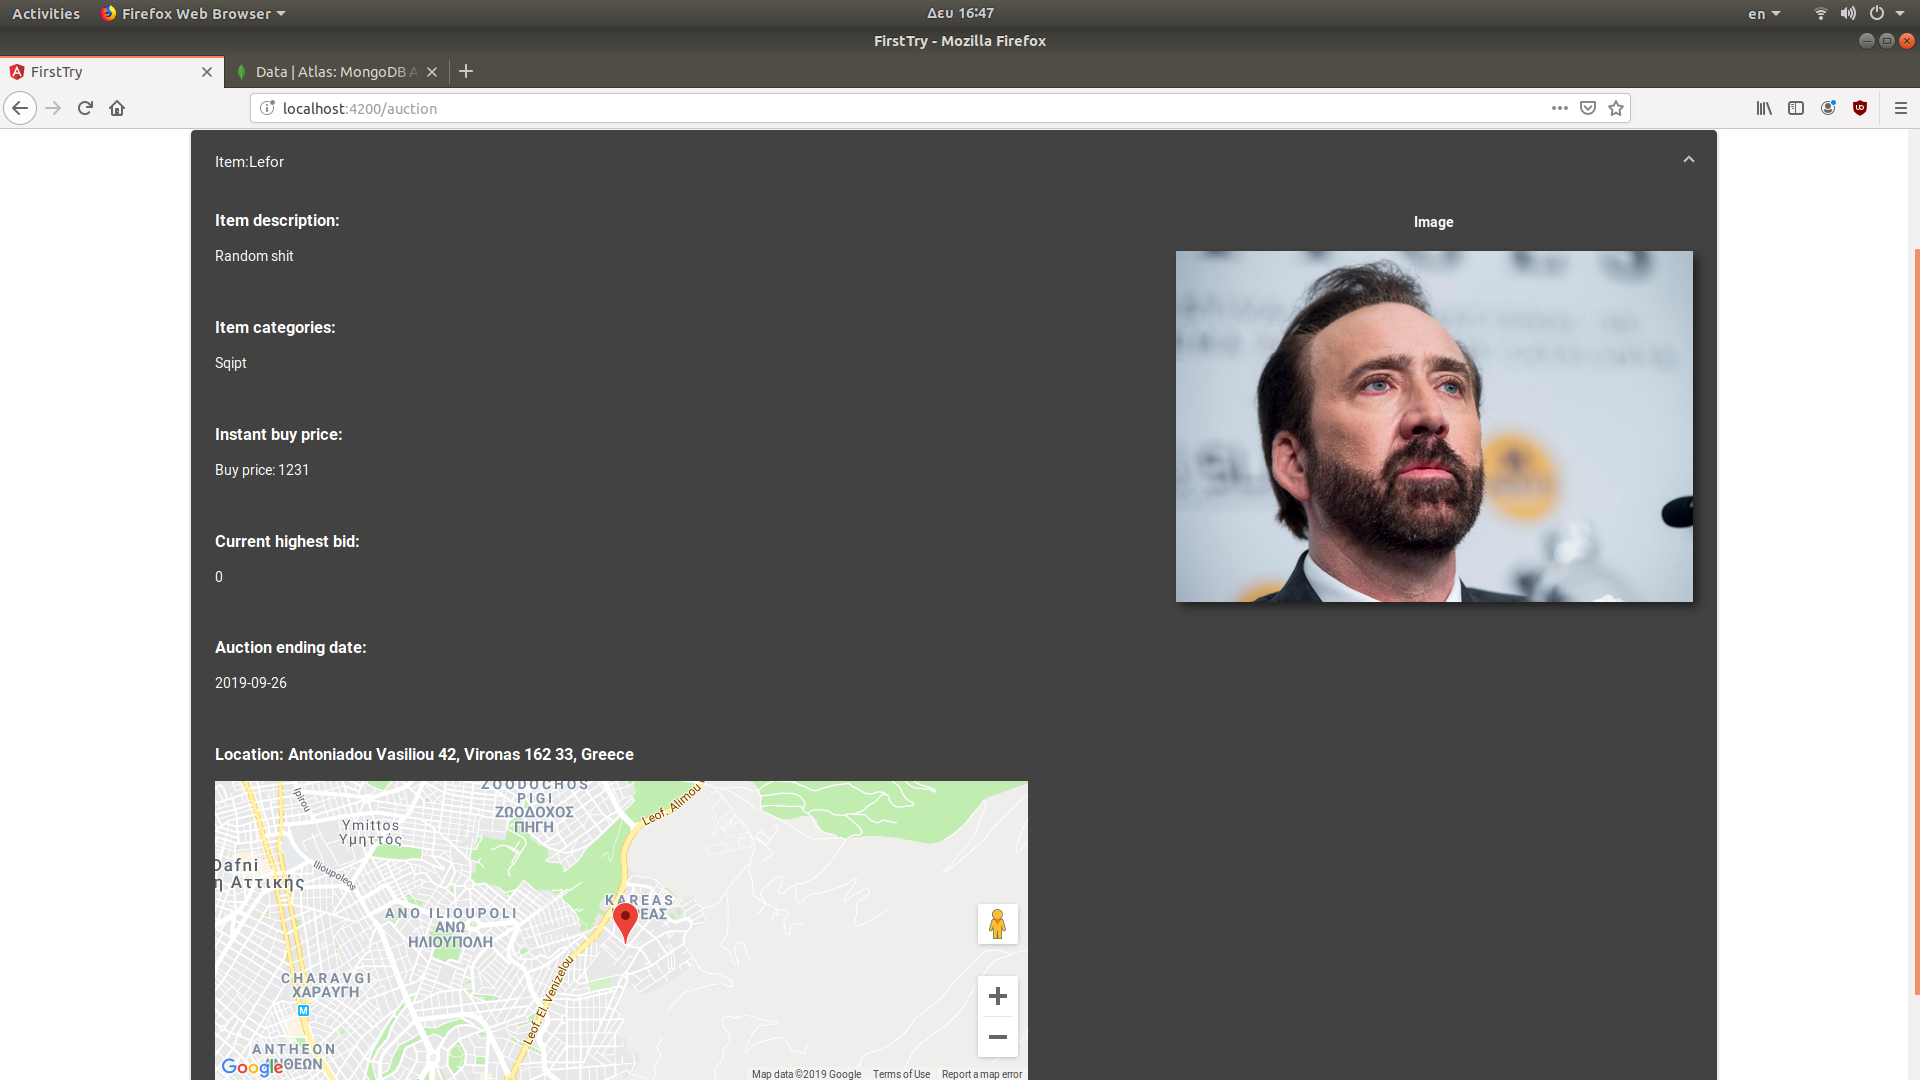 Activities
Firefox Web Browser
Δευ 16:47
en
FirstTry - Mozilla Firefox
FirstTry
Data | Atlas: MongoDB A
localhost:4200/auction
Item:Lefor
Item description:
Random shit
Item categories:
Sqipt
Instant buy price:
Buy price: 1231
Current highest bid:
0
Auction ending date:
2019-09-26
Image
Location: Antoniadou Vasiliou 42, Vironas 162 33, Greece
ZOODOCHOS
PIGI
ΖΩΟΔΟΧΟΣ
ΠΗΓΗ
Leof. Alimou
Ipirou
Ymittos
Υμηττός
Dafni
η Αττικής
Ilioupoleos
KAREAS
ΕΑΣ
ANO ILIOUPOLI
ΑΝΩ
ΗΛΙΟΥΠΟΛΗ
Leof. El. Venizelou
CHARAVGI
ΧΑΡΑΥΓΗ
M
ANTHEON
ΘΕΩΝ
Google
Map data ©2019 Google
Terms of Use
Report a map error